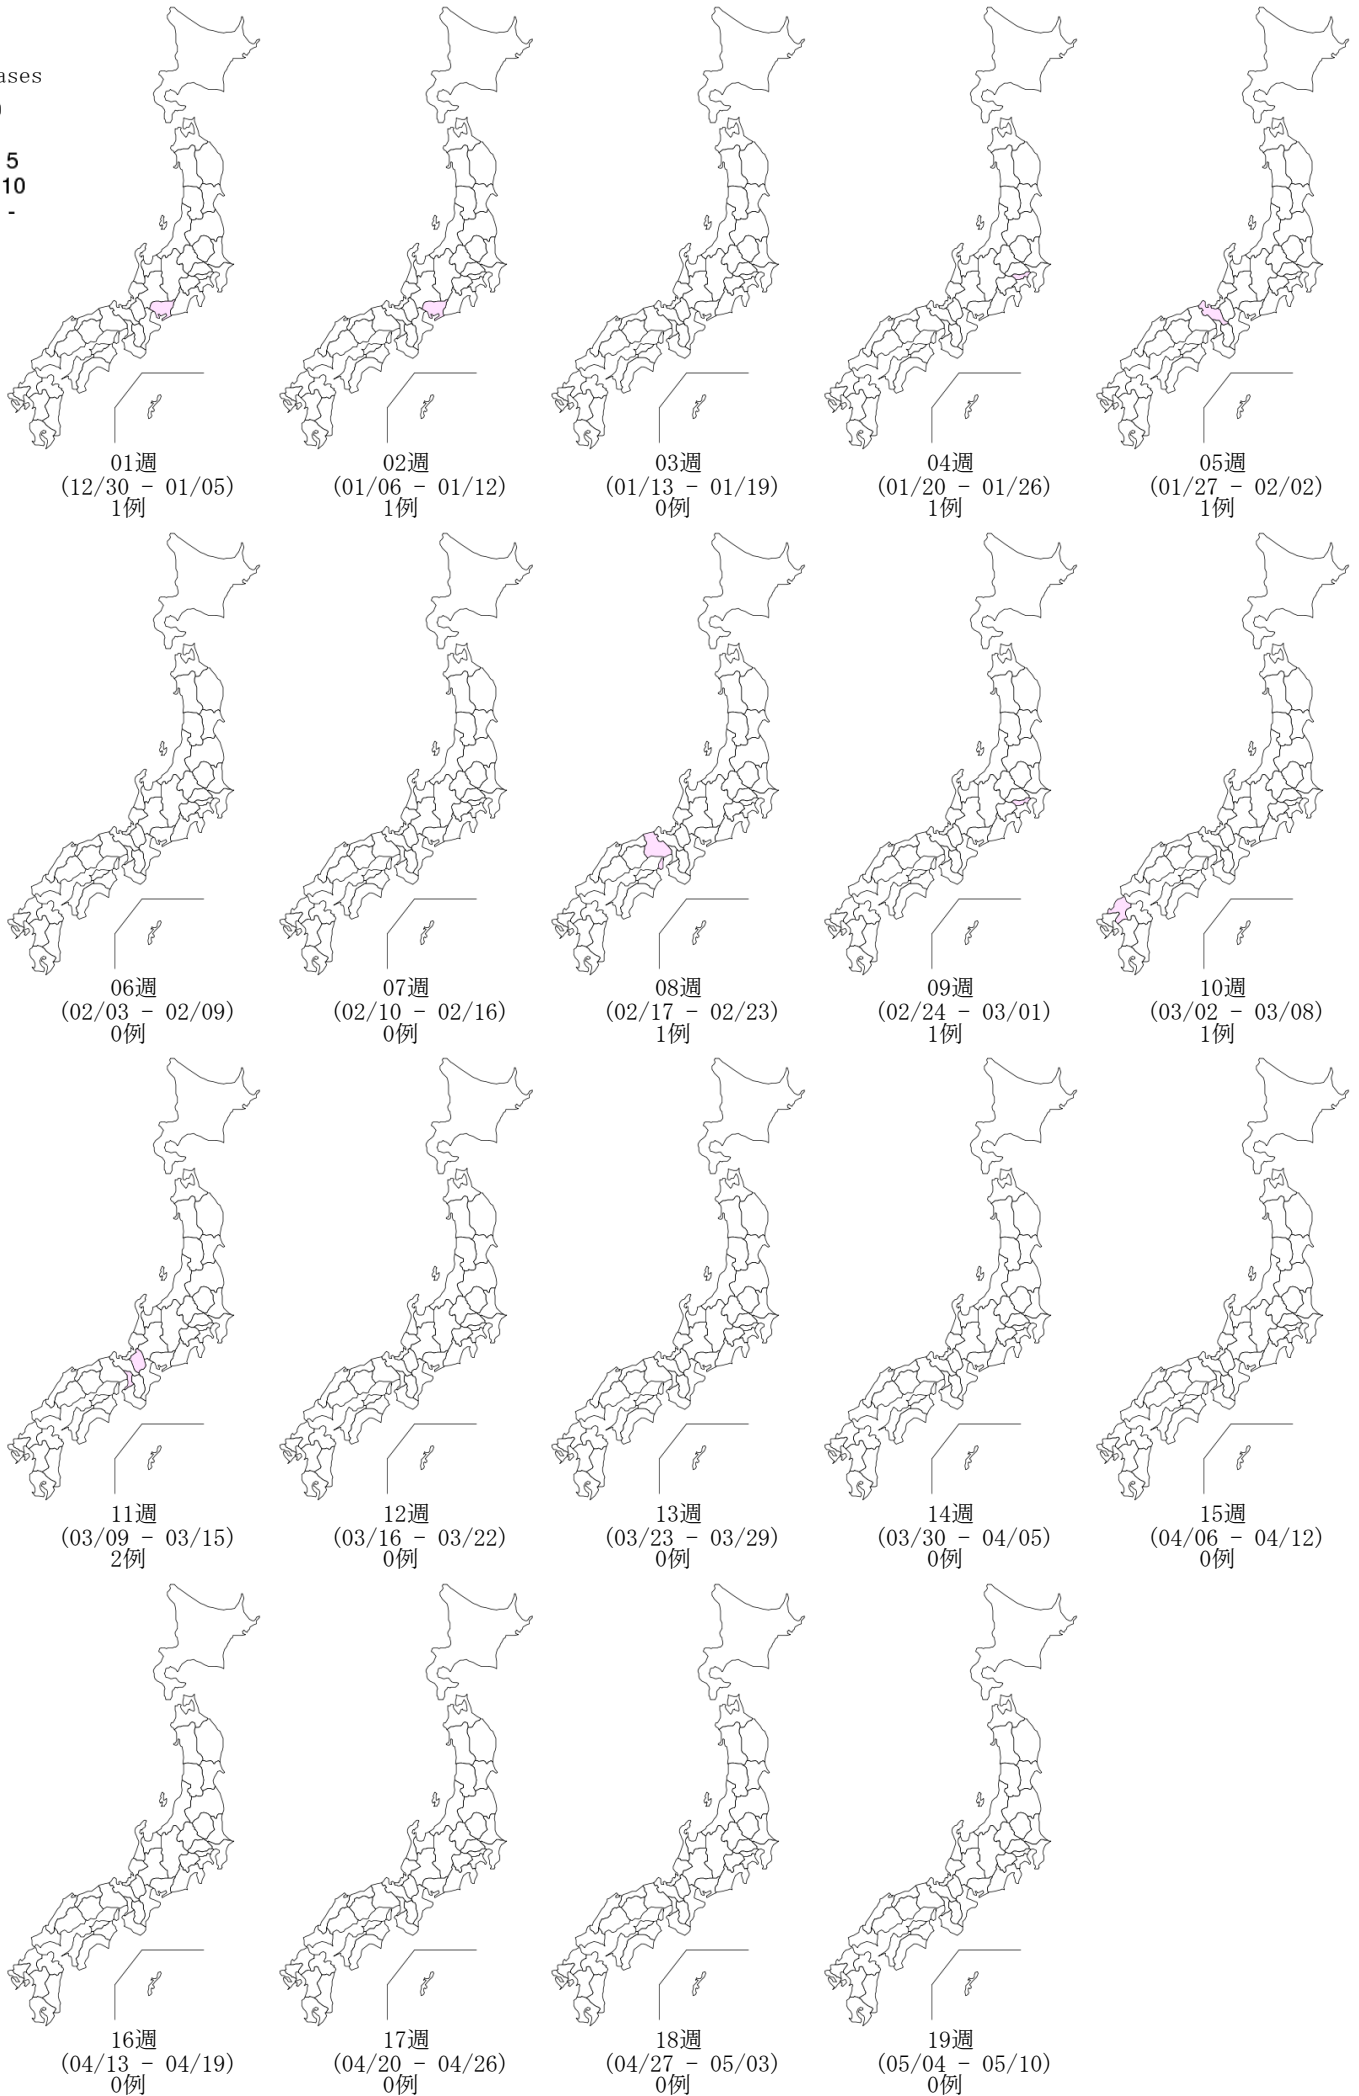 ases
5
10
-
01週
(12/30 - 01/05)
1例
02週
(01/06 - 01/12)
1例
03週
(01/13 - 01/19)
0例
04週
(01/20 - 01/26)
1例
05週
(01/27 - 02/02)
1例
06週
(02/03 - 02/09)
0例
07週
(02/10 - 02/16)
0例
08週
(02/17 - 02/23)
1例
09週
(02/24 - 03/01)
1例
10週
(03/02 - 03/08)
1例
11週
(03/09 - 03/15)
2例
12週
(03/16 - 03/22)
0例
13週
(03/23 - 03/29)
0例
14週
(03/30 - 04/05)
0例
15週
(04/06 - 04/12)
0例
16週
(04/13 - 04/19)
0例
17週
(04/20 - 04/26)
0例
18週
(04/27 - 05/03)
0例
19週
(05/04 - 05/10)
0例